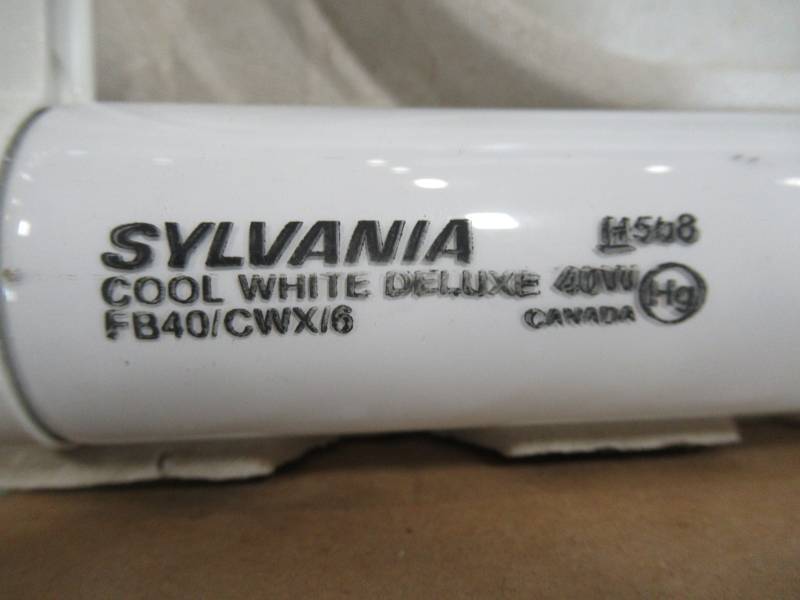 SYLVANIA
COOL WHITE DELUXE 40W
FB40/CWX/6
CANADA
Hg